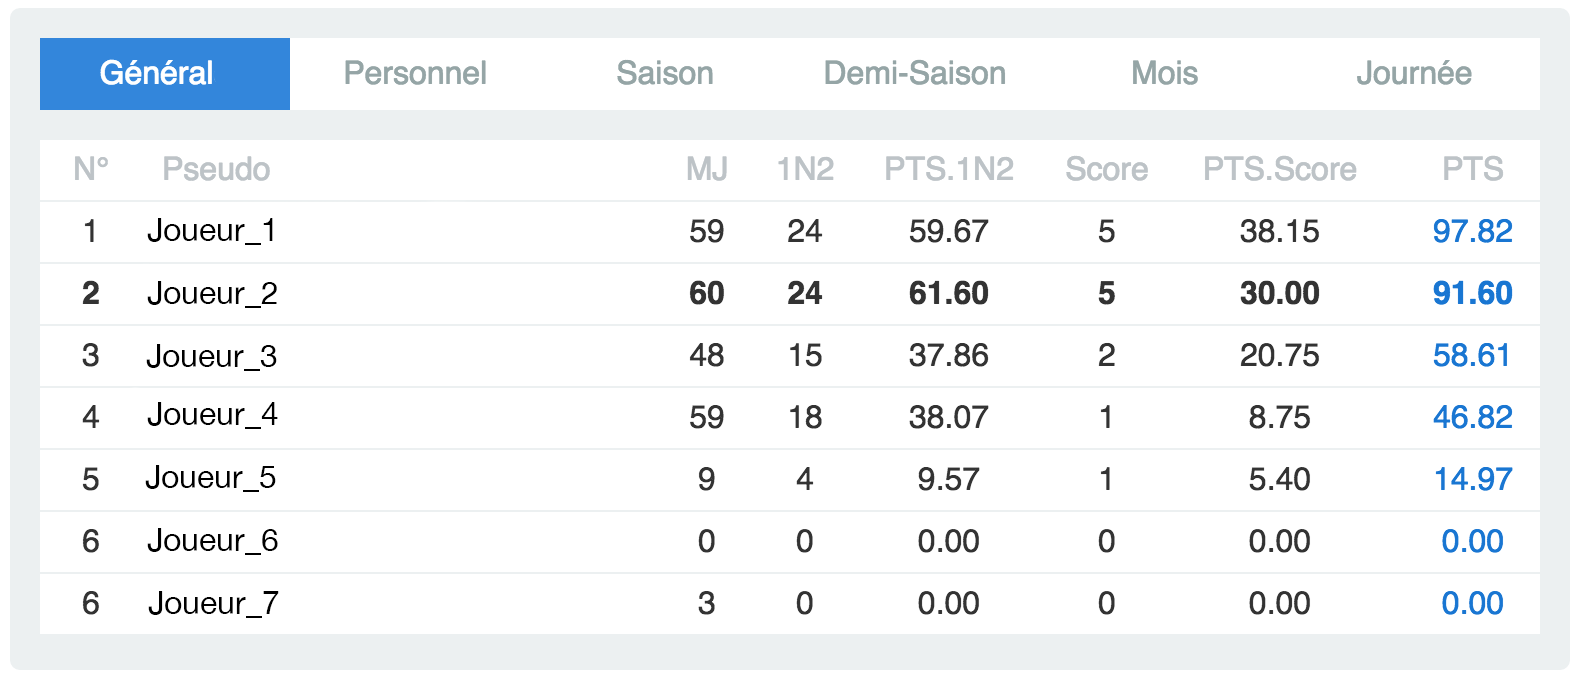 Général Personnel Saison Demi-Saison Mois Journée
N° Pseudo MJ 1N2 PTS.1N2 Score PTS.Score PTS
1 Joueur_1 59 24 59.67 5 38.15 97.82
2 Joueur_2 60 24 61.60 5 30.00 91.60
3 Joueur_3 48 15 37.86 2 20.75 58.61
4 Joueur_4 59 18 38.07 1 8.75 46.82
5 Joueur_5 9 4 9.57 1 5.40 14.97
6 Joueur_6 0 0 0.00 0 0.00 0.00
6 Joueur_7 3 0 0.00 0 0.00 0.00